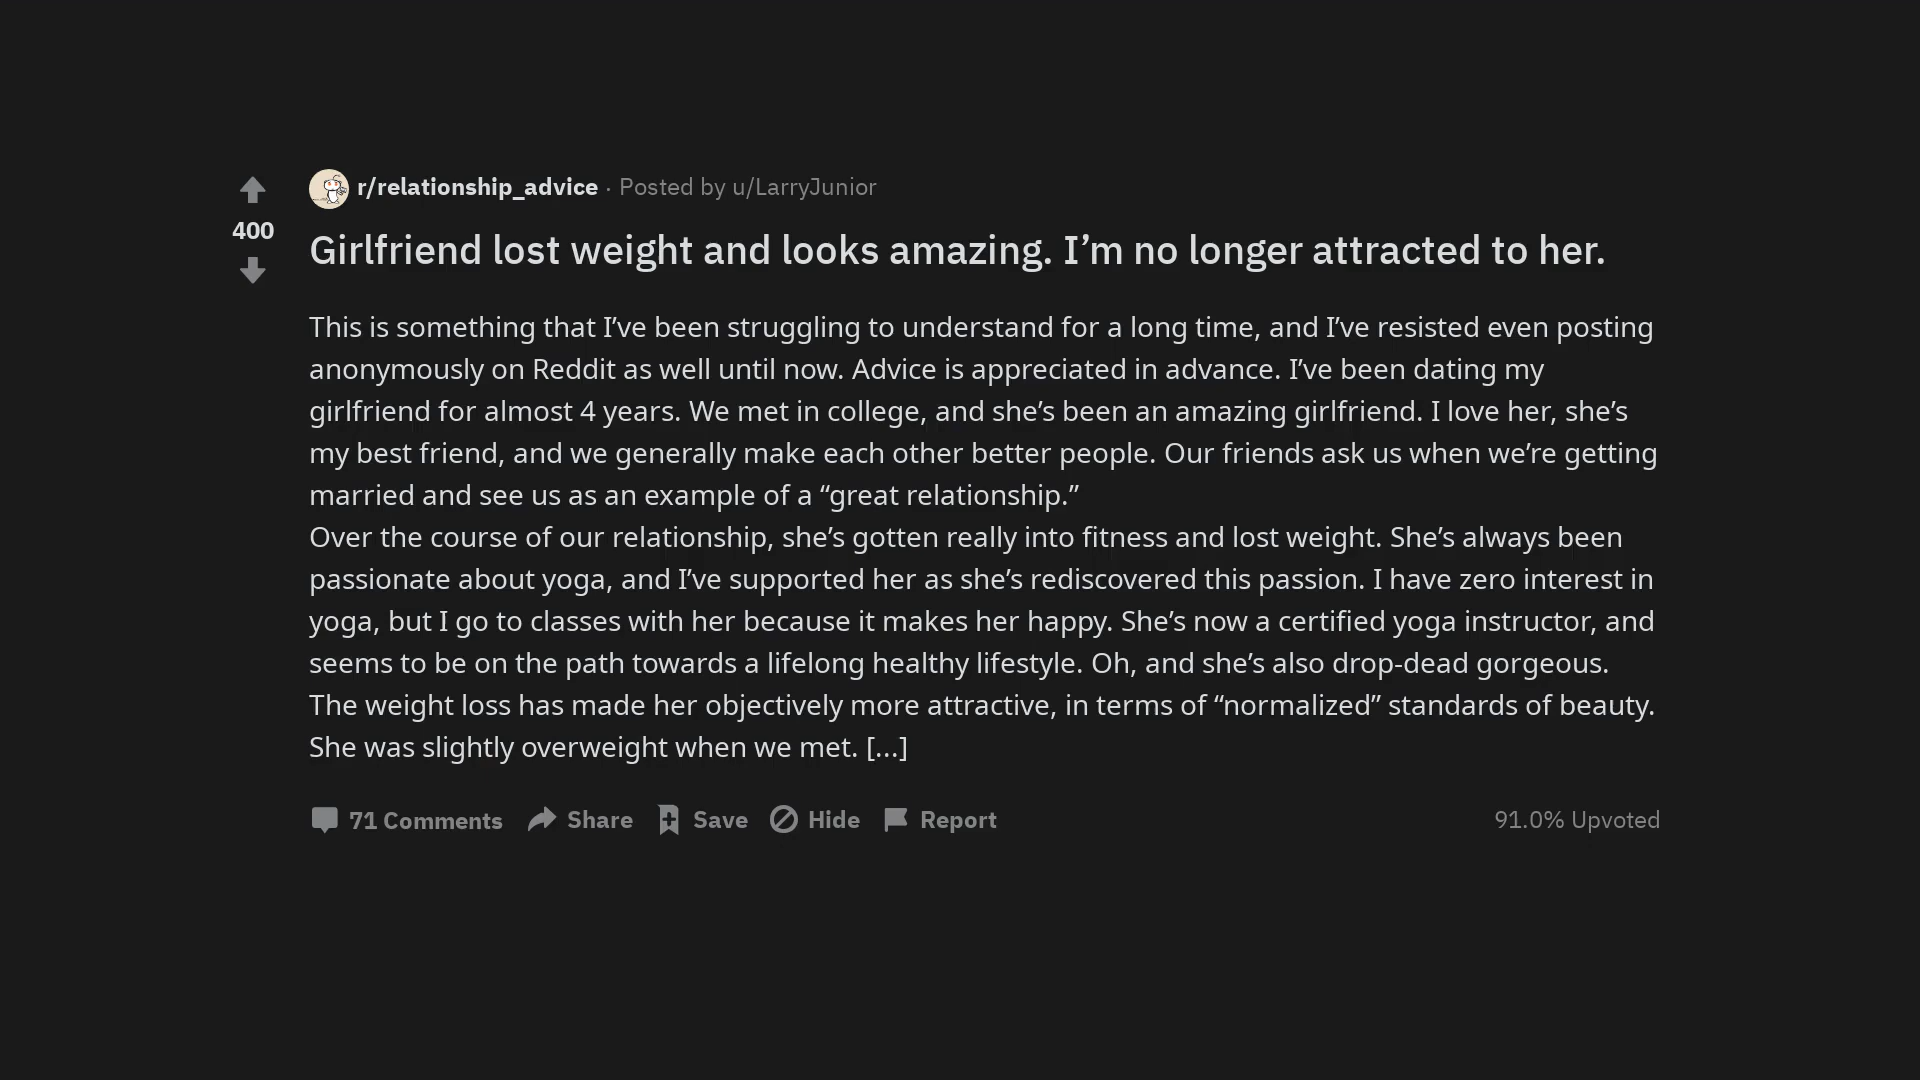 r/relationship_advice · Posted by u/LarryJunior
400
Girlfriend lost weight and looks amazing. I’m no longer attracted to her.
This is something that I’ve been struggling to understand for a long time, and I’ve resisted even posting
anonymously on Reddit as well until now. Advice is appreciated in advance. I’ve been dating my
girlfriend for almost 4 years. We met in college, and she’s been an amazing girlfriend. I love her, she’s
my best friend, and we generally make each other better people. Our friends ask us when we’re getting
married and see us as an example of a “great relationship.”
Over the course of our relationship, she’s gotten really into fitness and lost weight. She’s always been
passionate about yoga, and I’ve supported her as she’s rediscovered this passion. I have zero interest in
yoga, but I go to classes with her because it makes her happy. She’s now a certified yoga instructor, and
seems to be on the path towards a lifelong healthy lifestyle. Oh, and she’s also drop-dead gorgeous.
The weight loss has made her objectively more attractive, in terms of “normalized” standards of beauty.
She was slightly overweight when we met. [...]
71 Comments Share Save Hide Report 91.0% Upvoted